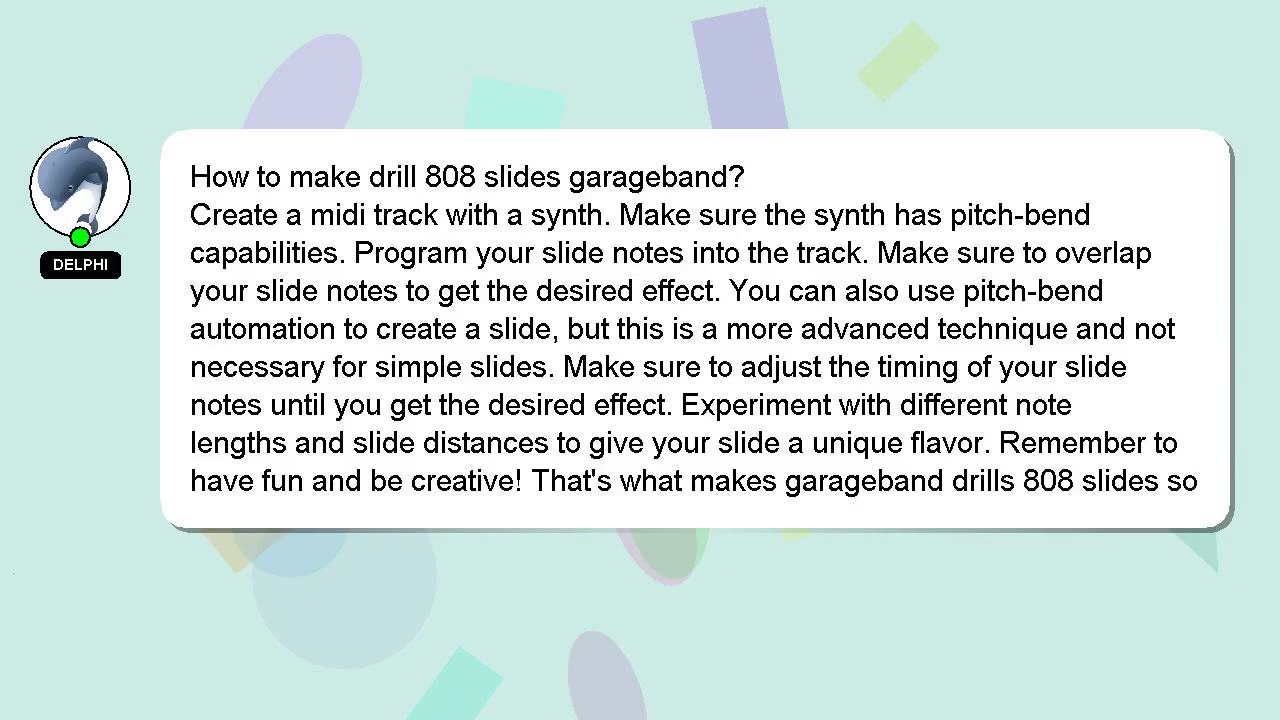 How to make drill 808 slides garageband?
Create a midi track with a synth. Make sure the synth has pitch-bend
capabilities. Program your slide notes into the track. Make sure to overlap
your slide notes to get the desired effect. You can also use pitch-bend
automation to create a slide, but this is a more advanced technique and not
necessary for simple slides. Make sure to adjust the timing of your slide
notes until you get the desired effect. Experiment with different note
lengths and slide distances to give your slide a unique flavor. Remember to
have fun and be creative! That's what makes garageband drills 808 slides so
DELPHI